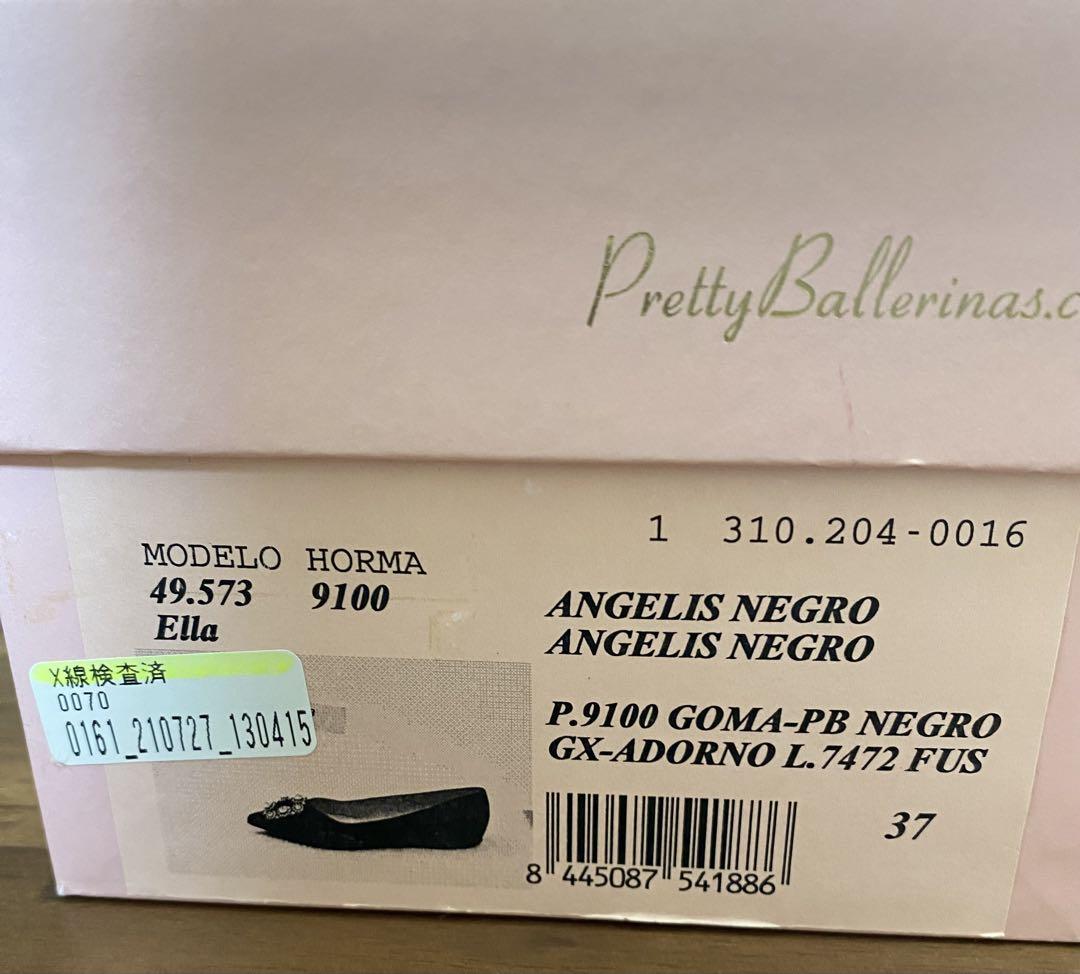 PrettyBallerinas.c
1 310.204-0016
MODELO HORMA
49.573 9100
Ella
ANGELIS NEGRO
ANGELIS NEGRO
X線検査済
0070
0161_210727_130415
P.9100 GOMA-PB NEGRO
GX-ADORNO L.7472 FUS
37
8 445087 541886